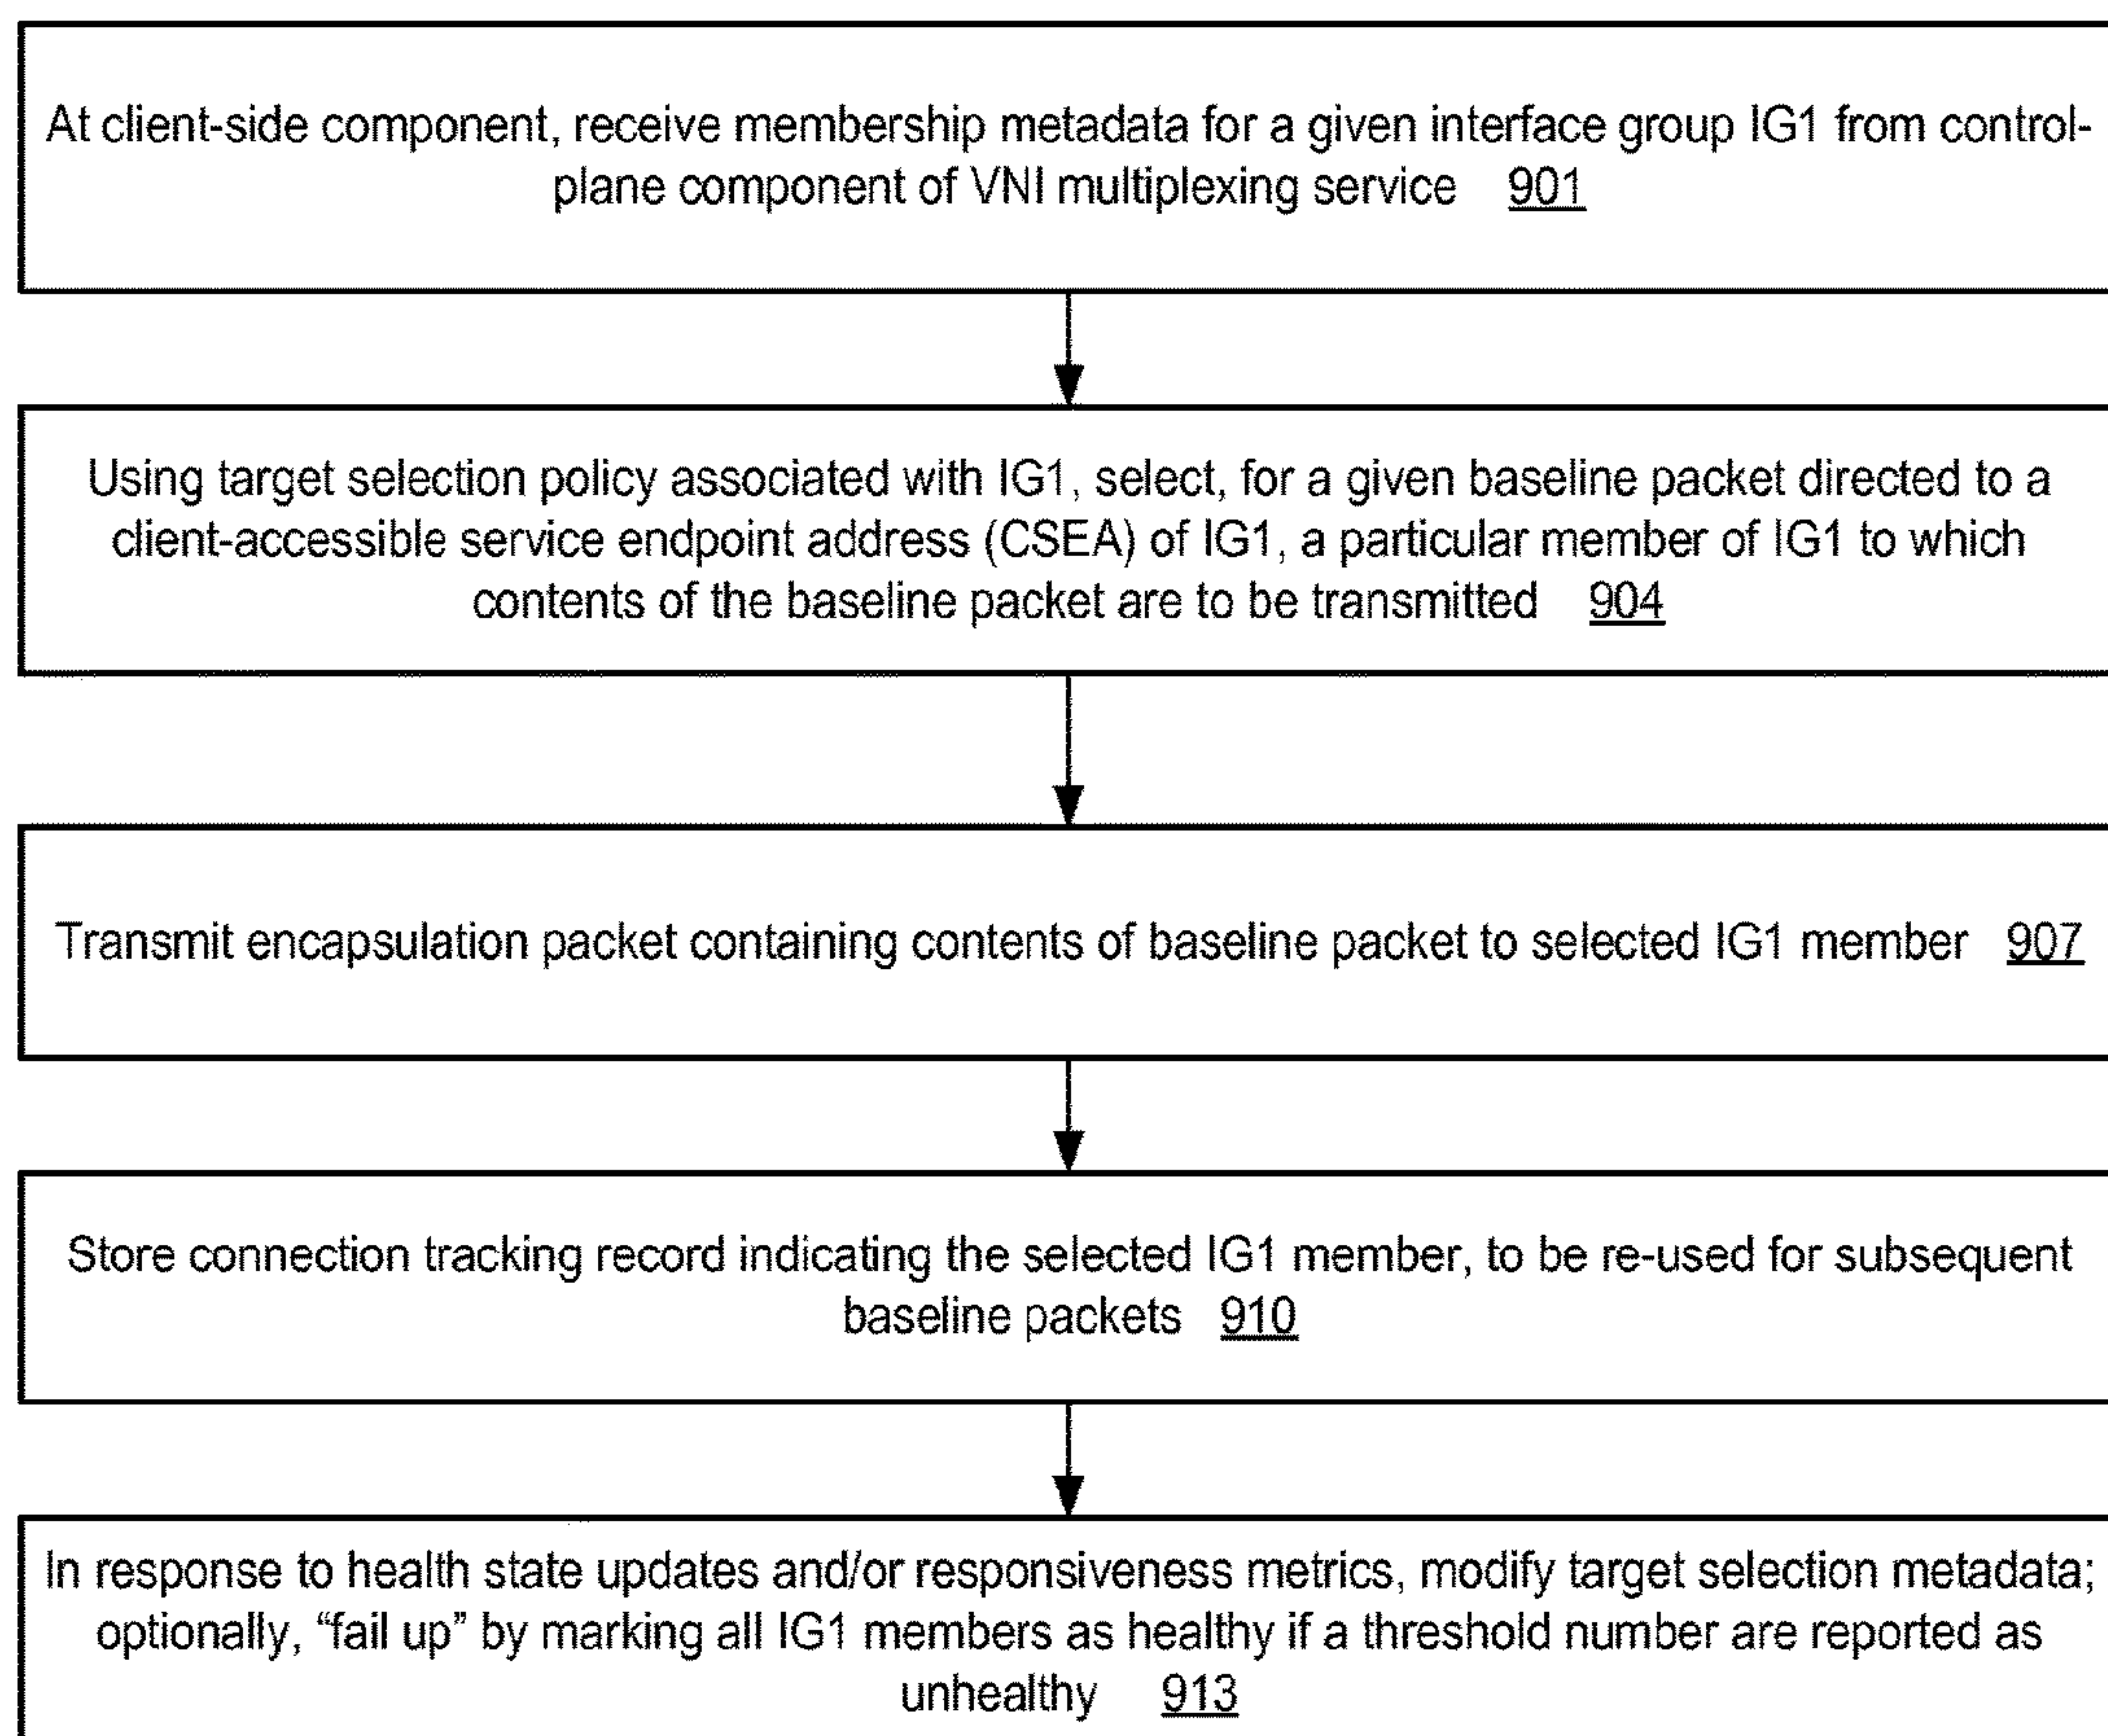 At client-side component, receive membership metadata for a given interface group IG1 from control-
plane component of VNI multiplexing service 901
Using target selection policy associated with IG1, select, for a given baseline packet directed to a
client-accessible service endpoint address (CSEA) of IG1, a particular member of IG1 to which
contents of the baseline packet are to be transmitted 904
Transmit encapsulation packet containing contents of baseline packet to selected IG1 member 907
Store connection tracking record indicating the selected IG1 member, to be re-used for subsequent
baseline packets 910
In response to health state updates and/or responsiveness metrics, modify target selection metadata;
optionally, “fail up” by marking all IG1 members as healthy if a threshold number are reported as
unhealthy 913